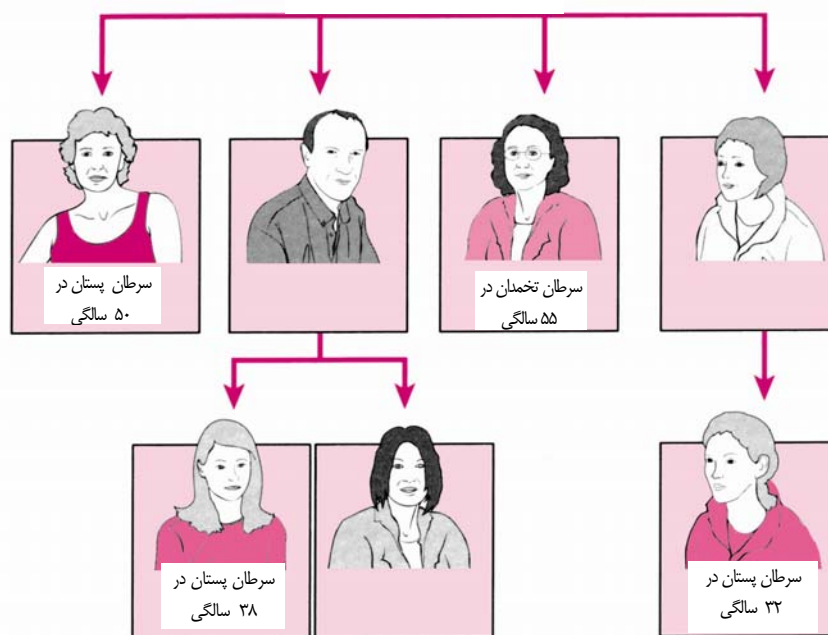 سرطان پستان در
۵۰ سالگی
سرطان تخمدان در
۵۵ سالگی
سرطان پستان در
۳۸ سالگی
سرطان پستان در
۳۲ سالگی